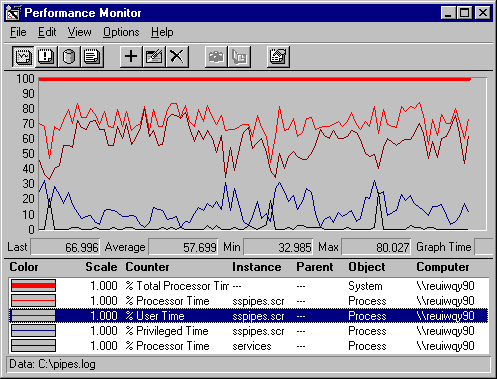 Performance Monitor
File Edit View Options Help
100
90
80
70
60
50
40
30
20
10
0
Last 66.996 Average 57.699 Min 32.985 Max 80.027 Graph Time
Color Scale Counter Instance Parent Object Computer
1.000 % Total Processor Tim --- --- System \\reuiwqy90
1.000 % Processor Time sspipes.scr --- Process \\reuiwqy90
1.000 % User Time sspipes.scr --- Process \\reuiwqy90
1.000 % Privileged Time sspipes.scr --- Process \\reuiwqy90
1.000 % Processor Time services --- Process \\reuiwqy90
Data: C:\pipes.log